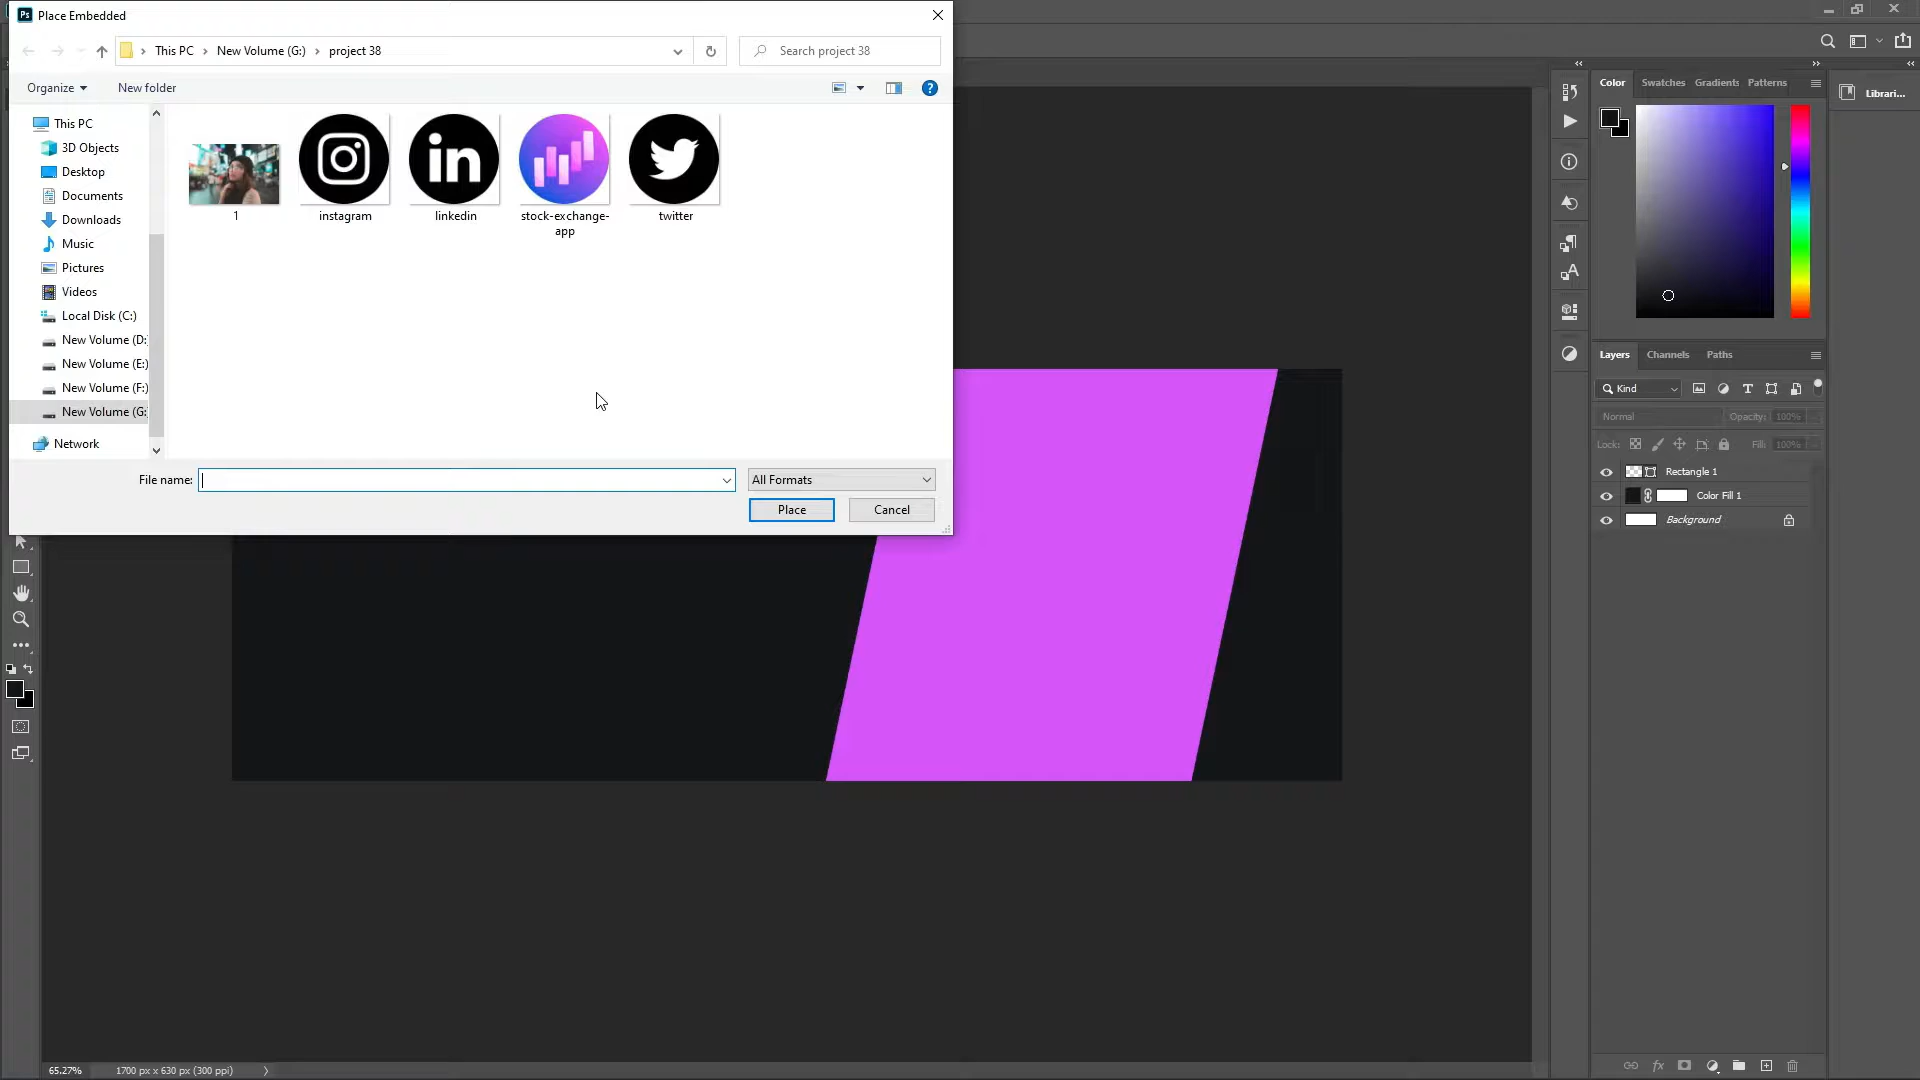 Ps Place Embedded
This PC New Volume (G:) project 38
Search project 38
Organize New folder
This PC
3D Objects
Desktop
Documents
Downloads
Music
Pictures
Videos
Local Disk (C:)
New Volume (D:
New Volume (E:)
New Volume (F:)
New Volume (G:
Network
1
instagram
in
linkedin
stock-exchange-
app
twitter
File name:
All Formats
Place
Cancel
Color Swatches Gradients Patterns
Librari...
Layers Channels Paths
Kind
Normal Opacity: 100%
Lock: Fill: 100%
Rectangle 1
Color Fill 1
Background
65.27% 1700 px x 630 px (300 ppi)